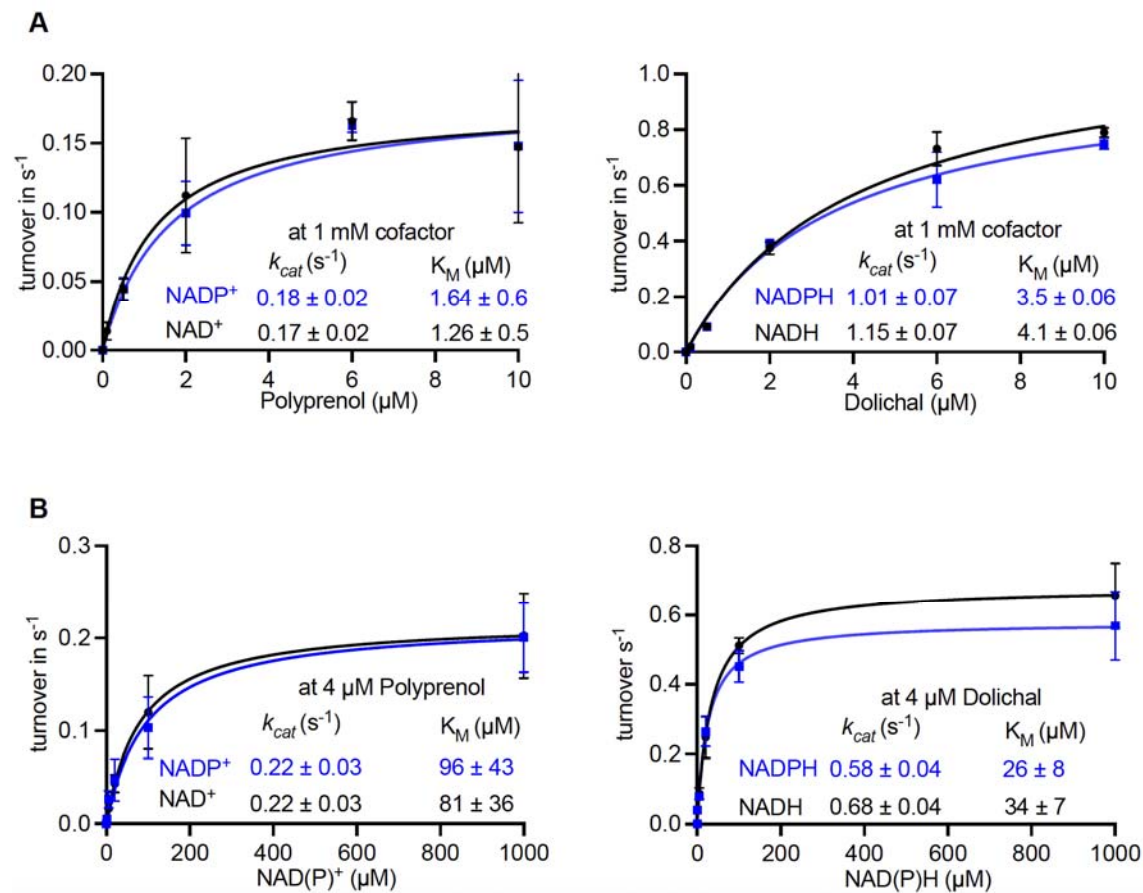 A
turnover in s-1
0.20
0.15
0.10
0.05
0.00
0 2 4 6 8 10
Polyprenol (µM)
at 1 mM cofactor
kcat (s-1) KM (µM)
NADP+ 0.18 ± 0.02 1.64 ± 0.6
NAD+ 0.17 ± 0.02 1.26 ± 0.5
turnover in s-1
1.0
0.8
0.6
0.4
0.2
0.0
0 2 4 6 8 10
Dolichal (µM)
at 1 mM cofactor
kcat (s-1) KM (µM)
NADPH 1.01 ± 0.07 3.5 ± 0.06
NADH 1.15 ± 0.07 4.1 ± 0.06
B
turnover in s-1
0.3
0.2
0.1
0.0
0 200 400 600 800 1000
NAD(P)+ (µM)
at 4 µM Polyprenol
kcat (s-1) KM (µM)
NADP+ 0.22 ± 0.03 96 ± 43
NAD+ 0.22 ± 0.03 81 ± 36
turnover s-1
0.8
0.6
0.4
0.2
0.0
0 200 400 600 800 1000
NAD(P)H (µM)
at 4 µM Dolichal
kcat (s-1) KM (µM)
NADPH 0.58 ± 0.04 26 ± 8
NADH 0.68 ± 0.04 34 ± 7